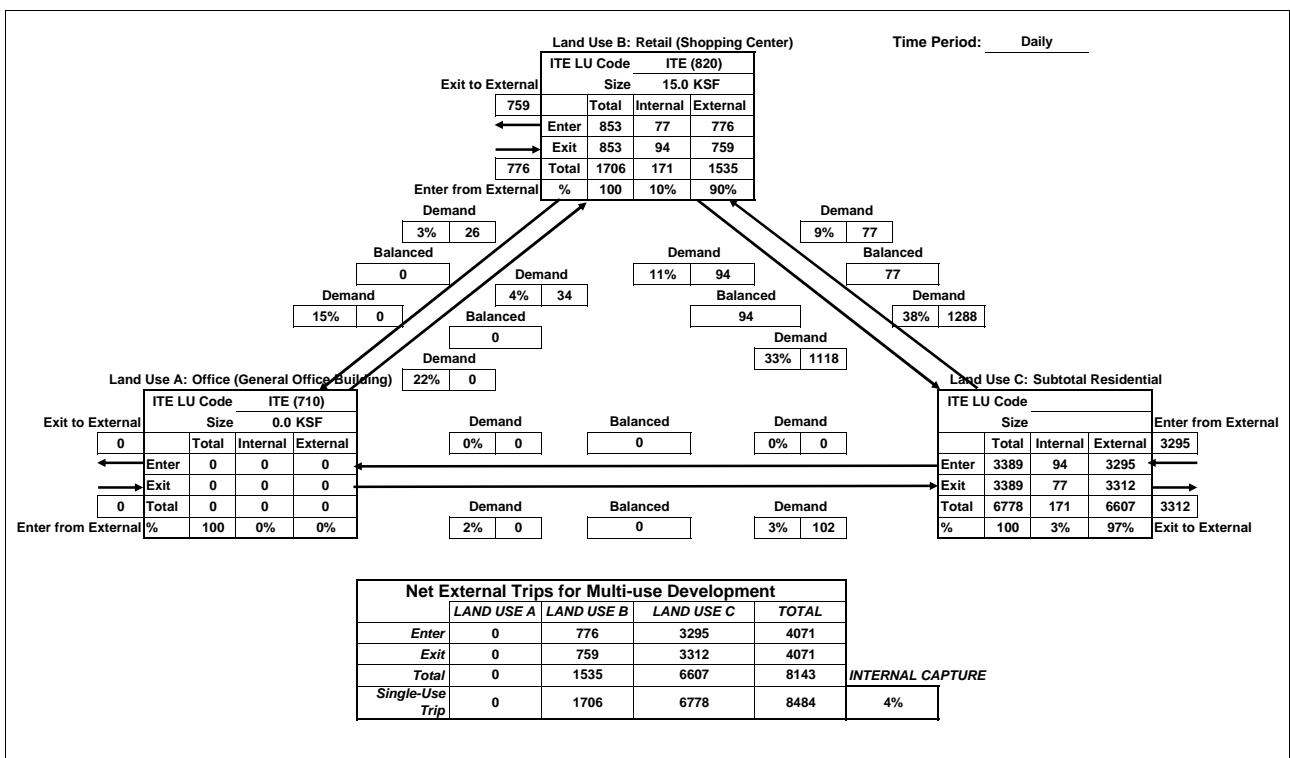 Land Use B: Retail (Shopping Center)
Time Period: Daily
ITE LU Code ITE (820)
Exit to External Size 15.0 KSF
759 Total Internal External
Enter 853 77 776
Exit 853 94 759
776 Total 1706 171 1535
Enter from External % 100 10% 90%
Demand Demand
3% 26 9% 77
Balanced Demand Balanced
0 11% 94 77
Demand Demand Balanced Demand
15% 0 4% 34 94 38% 1288
Balanced
0 Demand
Demand 33% 1118
Land Use A: Office (General Office Building) 22% 0 Land Use C: Subtotal Residential
ITE LU Code ITE (710) ITE LU Code
Exit to External Size 0.0 KSF Demand Balanced Demand Size Enter from External
0 Total Internal External 0% 0 0 0% 0 Total Internal External 3295
Enter 0 0 0 Enter 3389 94 3295
Exit 0 0 0 Exit 3389 77 3312
0 Total 0 0 0 Demand Balanced Demand Total 6778 171 6607 3312
Enter from External % 100 0% 0% 2% 0 0 3% 102 % 100 3% 97% Exit to External
Net External Trips for Multi-use Development
LAND USE A LAND USE B LAND USE C TOTAL
Enter 0 776 3295 4071
Exit 0 759 3312 4071
Total 0 1535 6607 8143 INTERNAL CAPTURE
Single-Use
Trip 0 1706 6778 8484 4%